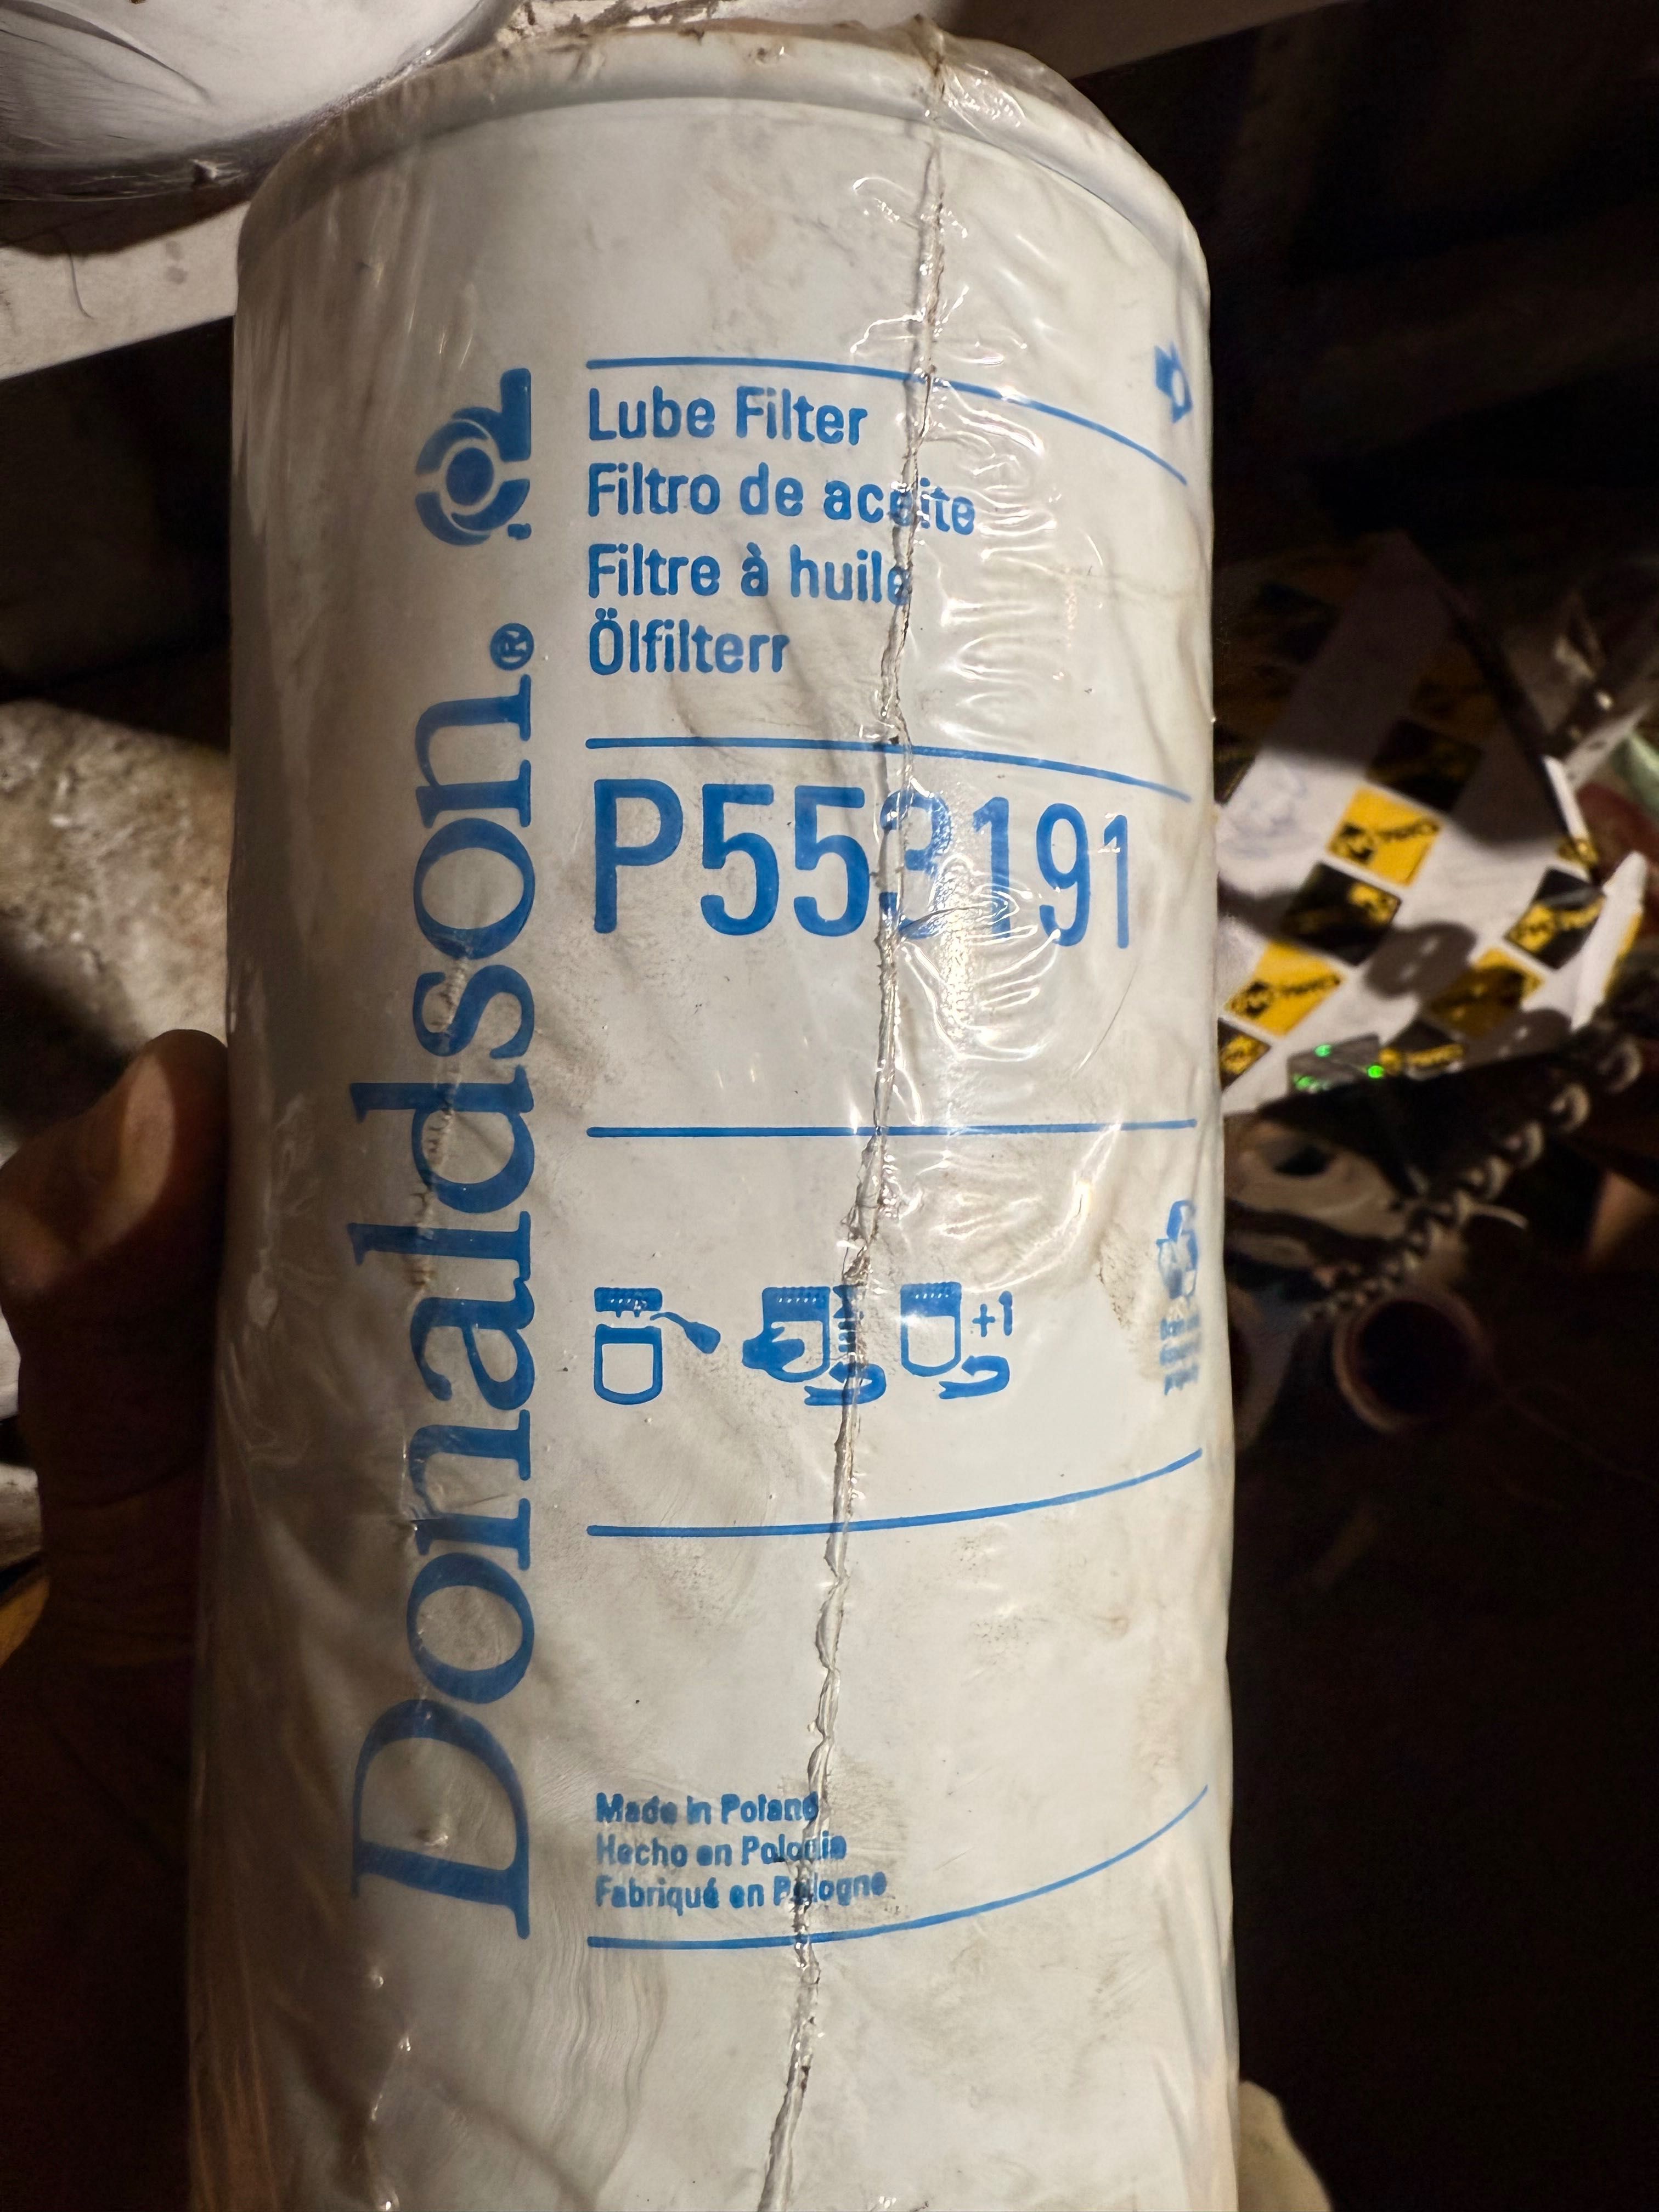 Donaldson®
Lube Filter
Filtro de aceite
Filtre à huile
Ölfilterr
P553191
+1
Made in Poland
Hecho en Polonia
Fabriqué en Pologne